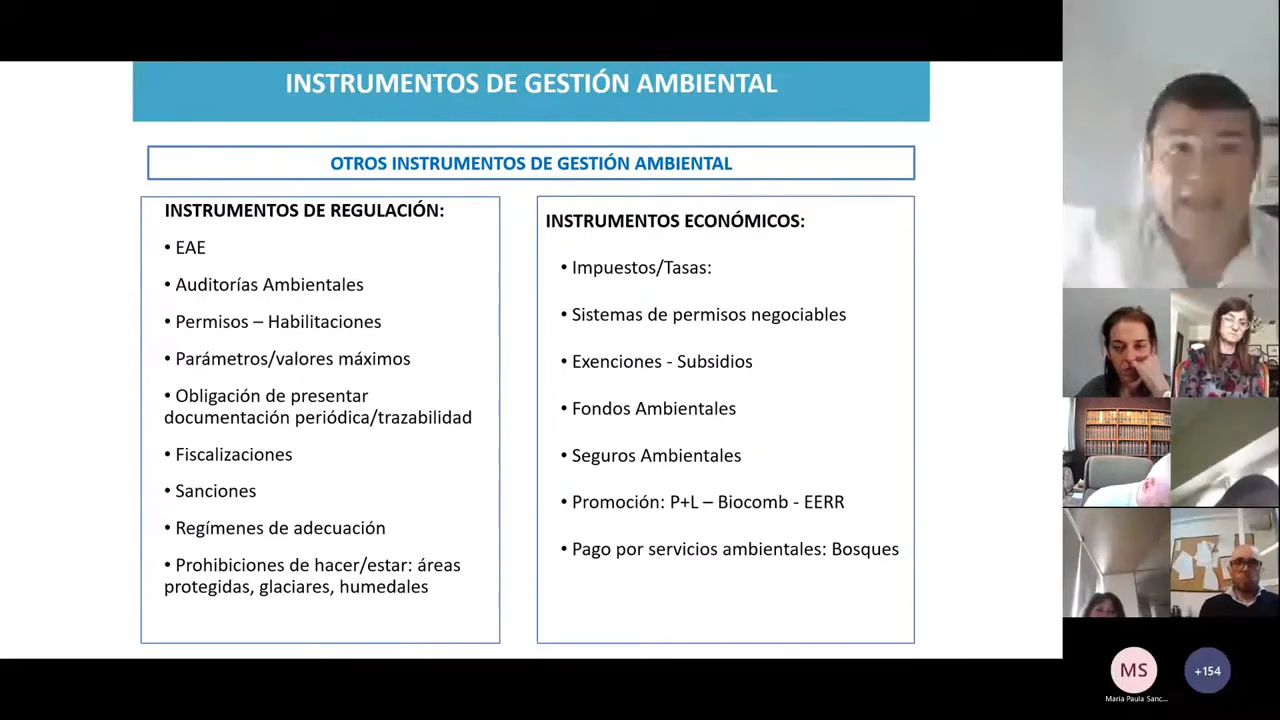 INSTRUMENTOS DE GESTIÓN AMBIENTAL
OTROS INSTRUMENTOS DE GESTIÓN AMBIENTAL
INSTRUMENTOS DE REGULACIÓN:
• EAE
• Auditorías Ambientales
• Permisos – Habilitaciones
• Parámetros/valores máximos
• Obligación de presentar
documentación periódica/trazabilidad
• Fiscalizaciones
• Sanciones
• Regímenes de adecuación
• Prohibiciones de hacer/estar: áreas
protegidas, glaciares, humedales
INSTRUMENTOS ECONÓMICOS:
• Impuestos/Tasas:
• Sistemas de permisos negociables
• Exenciones - Subsidios
• Fondos Ambientales
• Seguros Ambientales
• Promoción: P+L – Biocomb - EERR
• Pago por servicios ambientales: Bosques
MS
+154
Maria Paula Sanc...